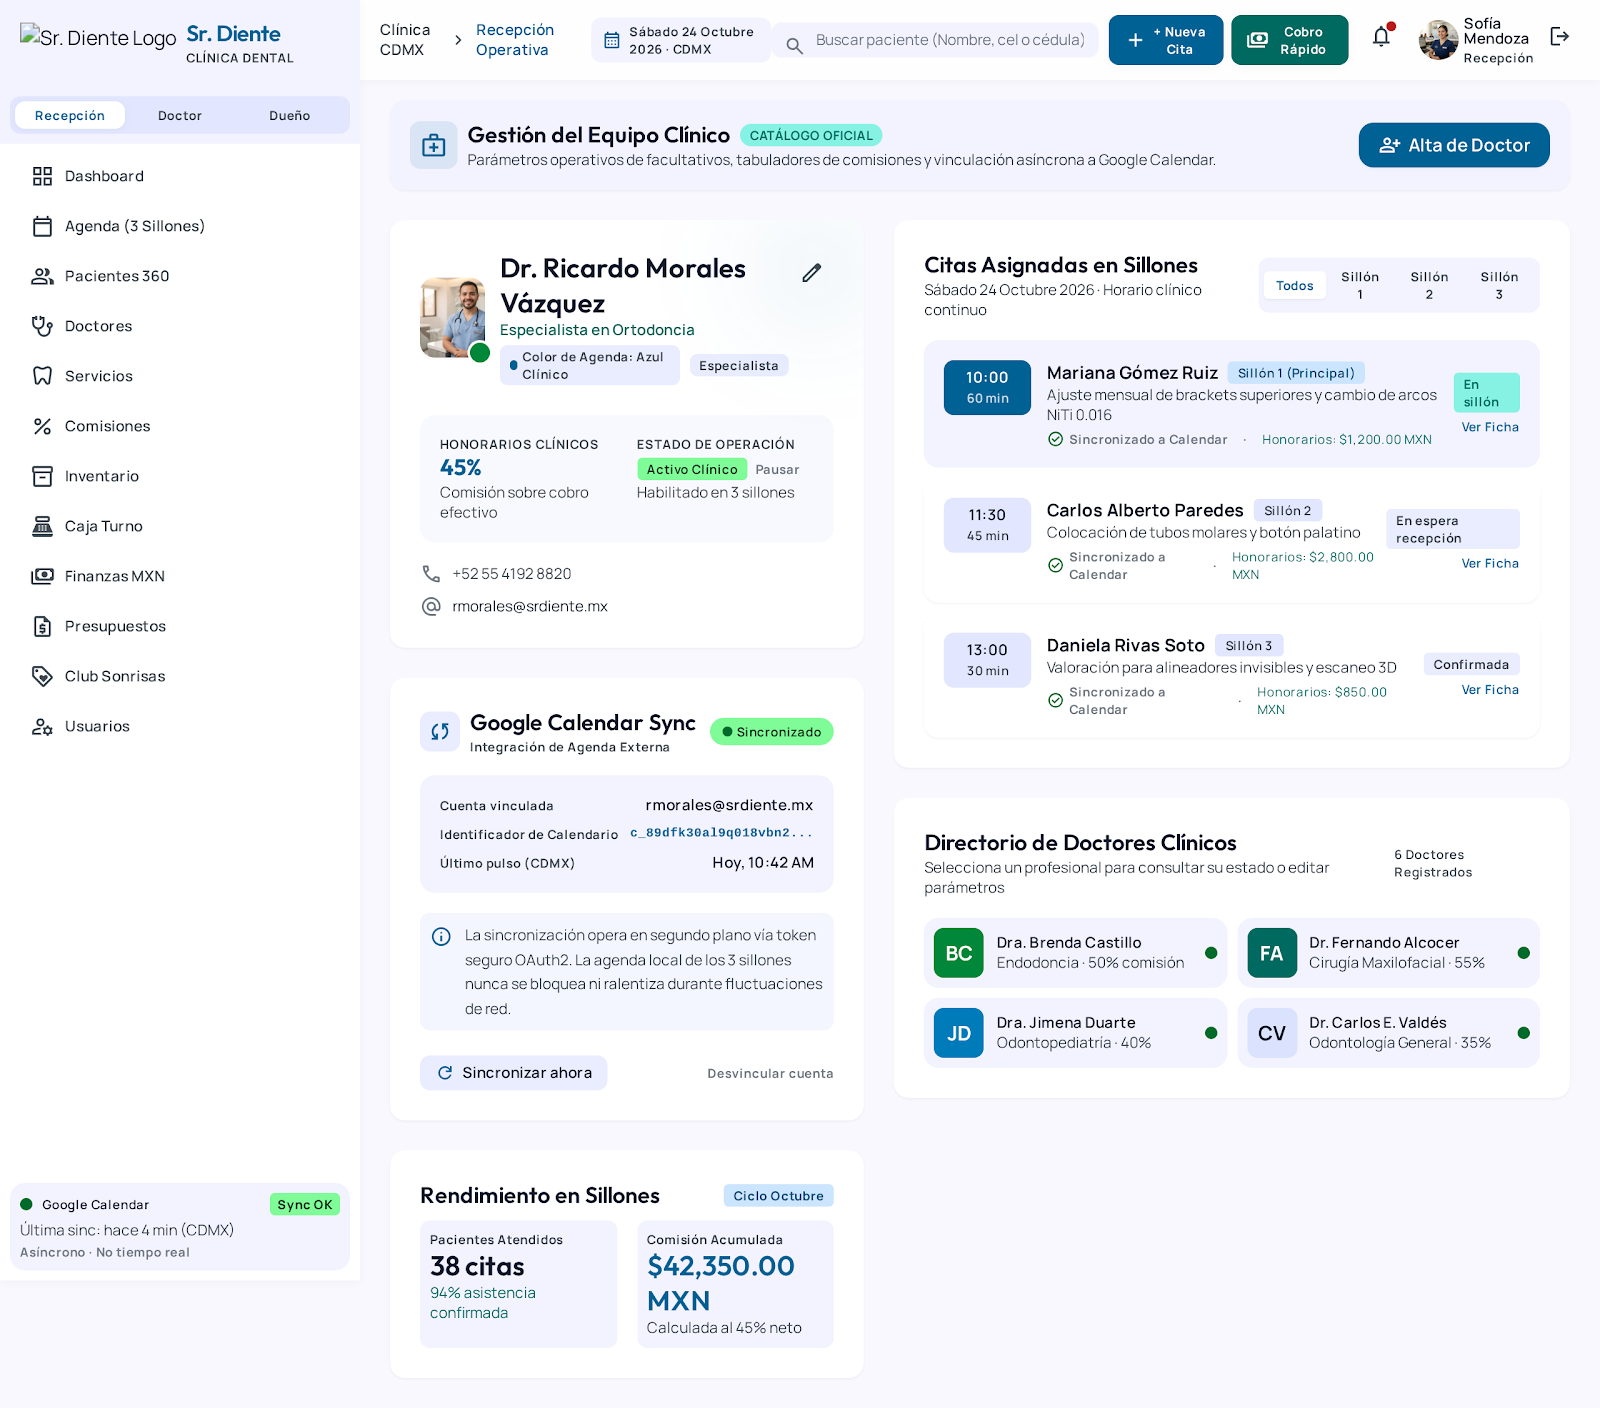 Sr. Diente Logo
Sr. Diente
CLÍNICA DENTAL
Recepción
Doctor
Dueño
Dashboard
Agenda (3 Sillones)
Pacientes 360
Doctores
Servicios
Comisiones
Inventario
Caja Turno
Finanzas MXN
Presupuestos
Club Sonrisas
Usuarios
Google Calendar
Sync OK
Última sinc: hace 4 min (CDMX)
Asíncrono · No tiempo real
Clínica
CDMX
Recepción
Operativa
Sábado 24 Octubre
2026 · CDMX
Buscar paciente (Nombre, cel o cédula)
+ Nueva
Cita
Cobro
Rápido
Sofía
Mendoza
Recepción
Gestión del Equipo Clínico
CATÁLOGO OFICIAL
Parámetros operativos de facultativos, tabuladores de comisiones y vinculación asíncrona a Google Calendar.
Alta de Doctor
Dr. Ricardo Morales
Vázquez
Especialista en Ortodoncia
Color de Agenda: Azul
Clínico
Especialista
HONORARIOS CLÍNICOS
45%
Comisión sobre cobro
efectivo
ESTADO DE OPERACIÓN
Activo Clínico
Pausar
Habilitado en 3 sillones
+52 55 4192 8820
rmorales@srdiente.mx
Google Calendar Sync
Integración de Agenda Externa
Sincronizado
Cuenta vinculada
rmorales@srdiente.mx
Identificador de Calendario
c_89dfk30al9q018vbn2...
Último pulso (CDMX)
Hoy, 10:42 AM
La sincronización opera en segundo plano vía token
seguro OAuth2. La agenda local de los 3 sillones
nunca se bloquea ni ralentiza durante fluctuaciones
de red.
Sincronizar ahora
Desvincular cuenta
Rendimiento en Sillones
Ciclo Octubre
Pacientes Atendidos
38 citas
94% asistencia
confirmada
Comisión Acumulada
$42,350.00
MXN
Calculada al 45% neto
Citas Asignadas en Sillones
Sábado 24 Octubre 2026 · Horario clínico
continuo
Todos
Sillón
1
Sillón
2
Sillón
3
10:00
60 min
Mariana Gómez Ruiz
Sillón 1 (Principal)
Ajuste mensual de brackets superiores y cambio de arcos
NiTi 0.016
Sincronizado a Calendar
·
Honorarios: $1,200.00 MXN
En
sillón
Ver Ficha
11:30
45 min
Carlos Alberto Paredes
Sillón 2
Colocación de tubos molares y botón palatino
Sincronizado a
Calendar
·
Honorarios: $2,800.00
MXN
En espera
recepción
Ver Ficha
13:00
30 min
Daniela Rivas Soto
Sillón 3
Valoración para alineadores invisibles y escaneo 3D
Sincronizado a
Calendar
·
Honorarios: $850.00
MXN
Confirmada
Ver Ficha
Directorio de Doctores Clínicos
Selecciona un profesional para consultar su estado o editar
parámetros
6 Doctores
Registrados
BC
Dra. Brenda Castillo
Endodoncia · 50% comisión
FA
Dr. Fernando Alcocer
Cirugía Maxilofacial · 55%
JD
Dra. Jimena Duarte
Odontopediatría · 40%
CV
Dr. Carlos E. Valdés
Odontología General · 35%